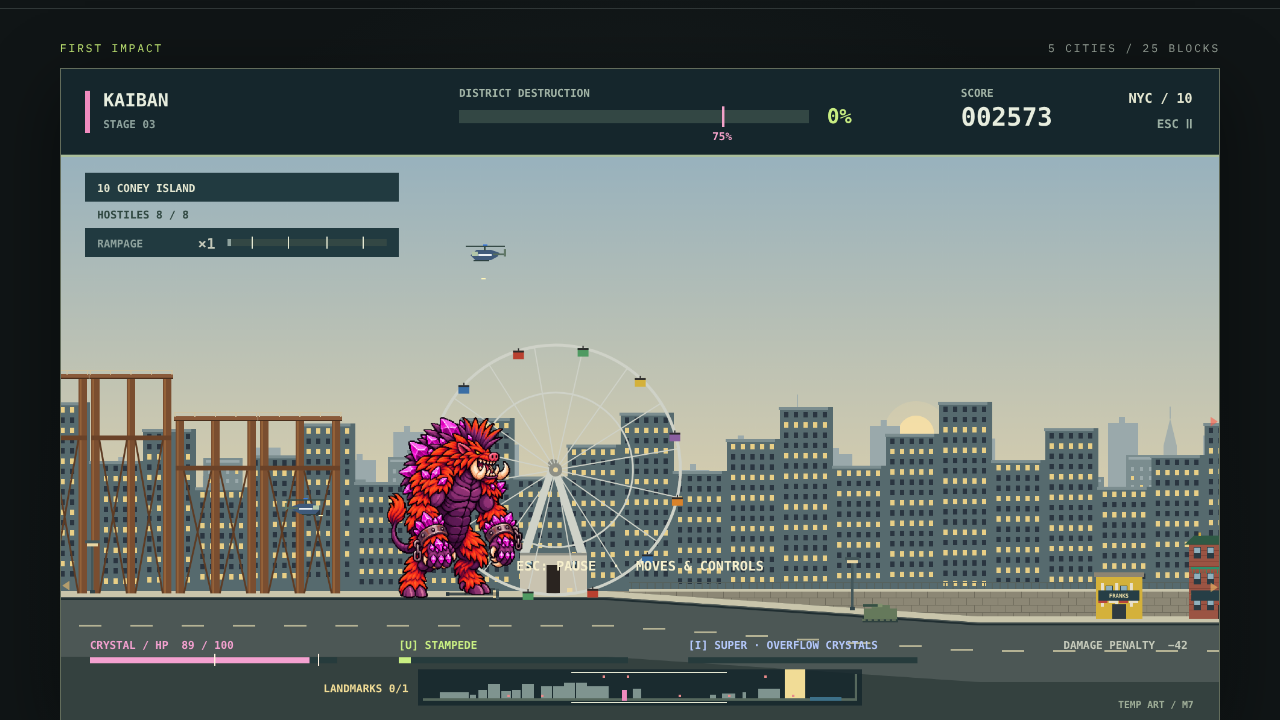 FIRST IMPACT
5 CITIES / 25 BLOCKS
KAIBAN
STAGE 03
DISTRICT DESTRUCTION
0%
75%
SCORE
002573
NYC / 10
ESC II
10 CONEY ISLAND
HOSTILES 8 / 8
RAMPAGE ×1
ESC: PAUSE
MOVES & CONTROLS
FRANKS
CRYSTAL / HP 89 / 100
[U] STAMPEDE
[I] SUPER · OVERFLOW CRYSTALS
DAMAGE PENALTY −42
LANDMARKS 0/1
TEMP ART / M7